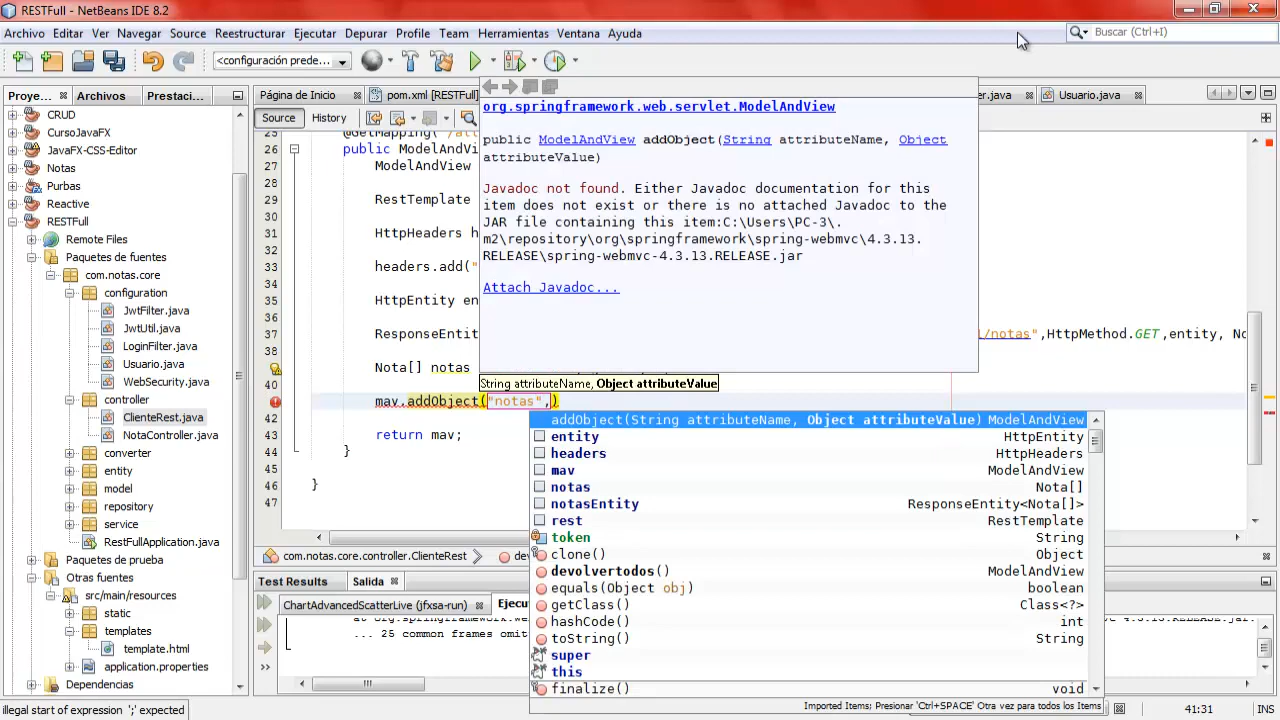 RESTFull - NetBeans IDE 8.2
Archivo Editar Ver Navegar Source Reestructurar Ejecutar Depurar Profile Team Herramientas Ventana Ayuda
Buscar (Ctrl+I)
<configuración prede...
Proye... Archivos Prestaci...
Página de Inicio pom.xml [RESTFull] Usuario.java
Source History
CRUD
CursoJavaFX
JavaFX-CSS-Editor
Notas
Purbas
Reactive
RESTFull
Remote Files
Paquetes de fuentes
com.notas.core
configuration
JwtFilter.java
JwtUtil.java
LoginFilter.java
Usuario.java
WebSecurity.java
controller
ClienteRest.java
NotaController.java
converter
entity
model
repository
service
RestFullApplication.java
Paquetes de prueba
Otras fuentes
src/main/resources
static
templates
template.html
application.properties
Dependencias
26 public ModelAndVi
27 ModelAndView
28
29 RestTemplate
30
31 HttpHeaders h
32
33 headers.add("
34
35 HttpEntity en
36
37 ResponseEntit /notas",HttpMethod.GET,entity, No
38
Nota[] notas
40
mav.addObject("notas",)
42
43 return mav;
44 }
45
46 }
47
org.springframework.web.servlet.ModelAndView
public ModelAndView addObject(String attributeName, Object
attributeValue)
Javadoc not found. Either Javadoc documentation for this
item does not exist or there is no attached Javadoc to the
JAR file containing this item:C:\Users\PC-3\.
m2\repository\org\springframework\spring-webmvc\4.3.13.
RELEASE\spring-webmvc-4.3.13.RELEASE.jar
Attach Javadoc...
String attributeName, Object attributeValue
addObject(String attributeName, Object attributeValue) ModelAndView
entity HttpEntity
headers HttpHeaders
mav ModelAndView
notas Nota[]
notasEntity ResponseEntity<Nota[]>
rest RestTemplate
token String
clone() Object
devolvertodos() ModelAndView
equals(Object obj) boolean
getClass() Class<?>
hashCode() int
toString() String
super
this
finalize() void
Imported Items; Presionar 'Ctrl+SPACE' Otra vez para todos los Items
com.notas.core.controller.ClienteRest
Test Results Salida
ChartAdvancedScatterLive (jfxsa-run)
... 25 common frames omit
illegal start of expression ';' expected
41:31 INS